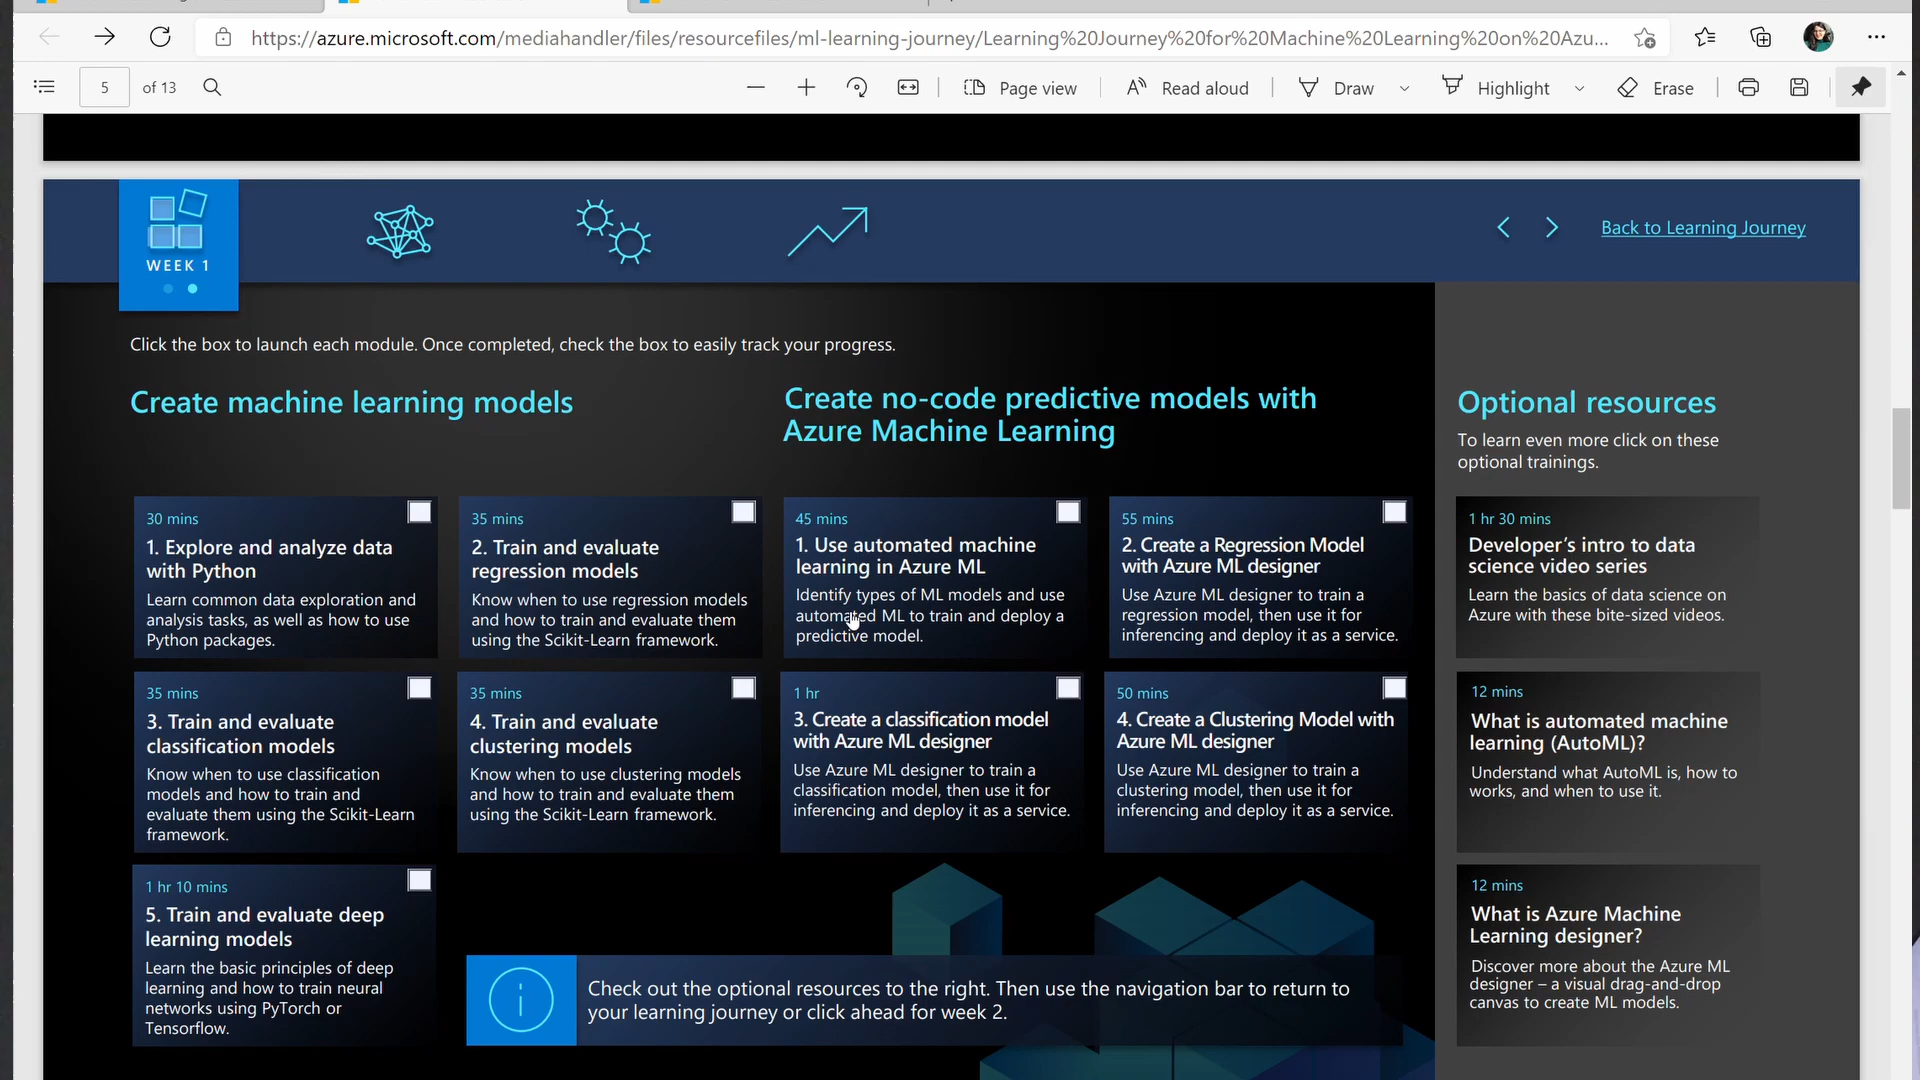 https://azure.microsoft.com/mediahandler/files/resourcefiles/ml-learning-journey/Learning%20Journey%20for%20Machine%20Learning%20on%20Azu...
5 of 13
Page view
Read aloud
Draw
Highlight
Erase
WEEK 1
Back to Learning Journey
Click the box to launch each module. Once completed, check the box to easily track your progress.
Create machine learning models
30 mins
1. Explore and analyze data
with Python
Learn common data exploration and
analysis tasks, as well as how to use
Python packages.
35 mins
2. Train and evaluate
regression models
Know when to use regression models
and how to train and evaluate them
using the Scikit-Learn framework.
35 mins
3. Train and evaluate
classification models
Know when to use classification
models and how to train and
evaluate them using the Scikit-Learn
framework.
35 mins
4. Train and evaluate
clustering models
Know when to use clustering models
and how to train and evaluate them
using the Scikit-Learn framework.
1 hr 10 mins
5. Train and evaluate deep
learning models
Learn the basic principles of deep
learning and how to train neural
networks using PyTorch or
Tensorflow.
Create no-code predictive models with
Azure Machine Learning
45 mins
1. Use automated machine
learning in Azure ML
Identify types of ML models and use
automated ML to train and deploy a
predictive model.
55 mins
2. Create a Regression Model
with Azure ML designer
Use Azure ML designer to train a
regression model, then use it for
inferencing and deploy it as a service.
1 hr
3. Create a classification model
with Azure ML designer
Use Azure ML designer to train a
classification model, then use it for
inferencing and deploy it as a service.
50 mins
4. Create a Clustering Model with
Azure ML designer
Use Azure ML designer to train a
clustering model, then use it for
inferencing and deploy it as a service.
Check out the optional resources to the right. Then use the navigation bar to return to
your learning journey or click ahead for week 2.
Optional resources
To learn even more click on these
optional trainings.
1 hr 30 mins
Developer's intro to data
science video series
Learn the basics of data science on
Azure with these bite-sized videos.
12 mins
What is automated machine
learning (AutoML)?
Understand what AutoML is, how to
works, and when to use it.
12 mins
What is Azure Machine
Learning designer?
Discover more about the Azure ML
designer – a visual drag-and-drop
canvas to create ML models.